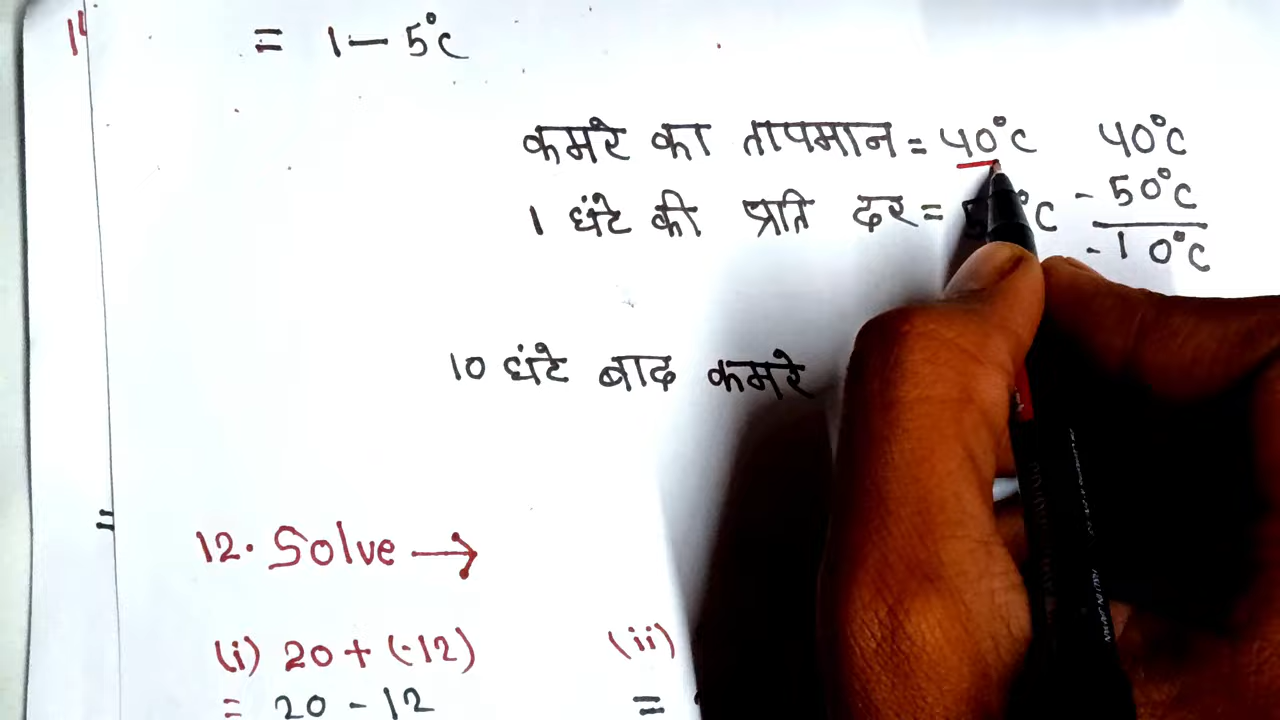 = 1 — 5°C
कमरे का तापमान = 40°C 40°C
1 घंटे की प्रति दर = °C - 50°C
- 10°C
10 घंटे बाद कमरे
=
12. Solve →
(i) 20 + (-12) (ii)
= 20 - 12 =